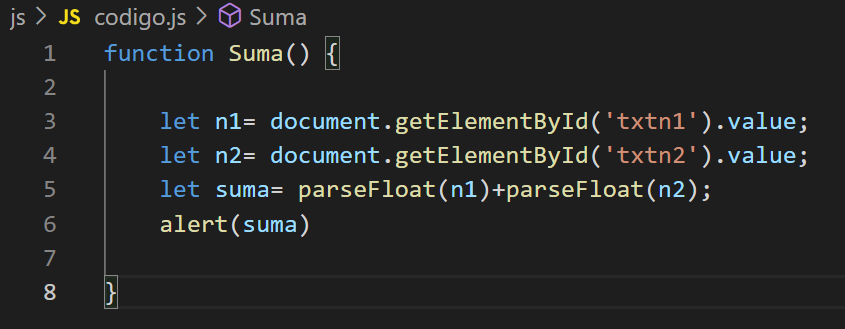 js > JS codigo.js > Suma
1 function Suma() {
2
3 let n1= document.getElementById('txtn1').value;
4 let n2= document.getElementById('txtn2').value;
5 let suma= parseFloat(n1)+parseFloat(n2);
6 alert(suma)
7
8 }